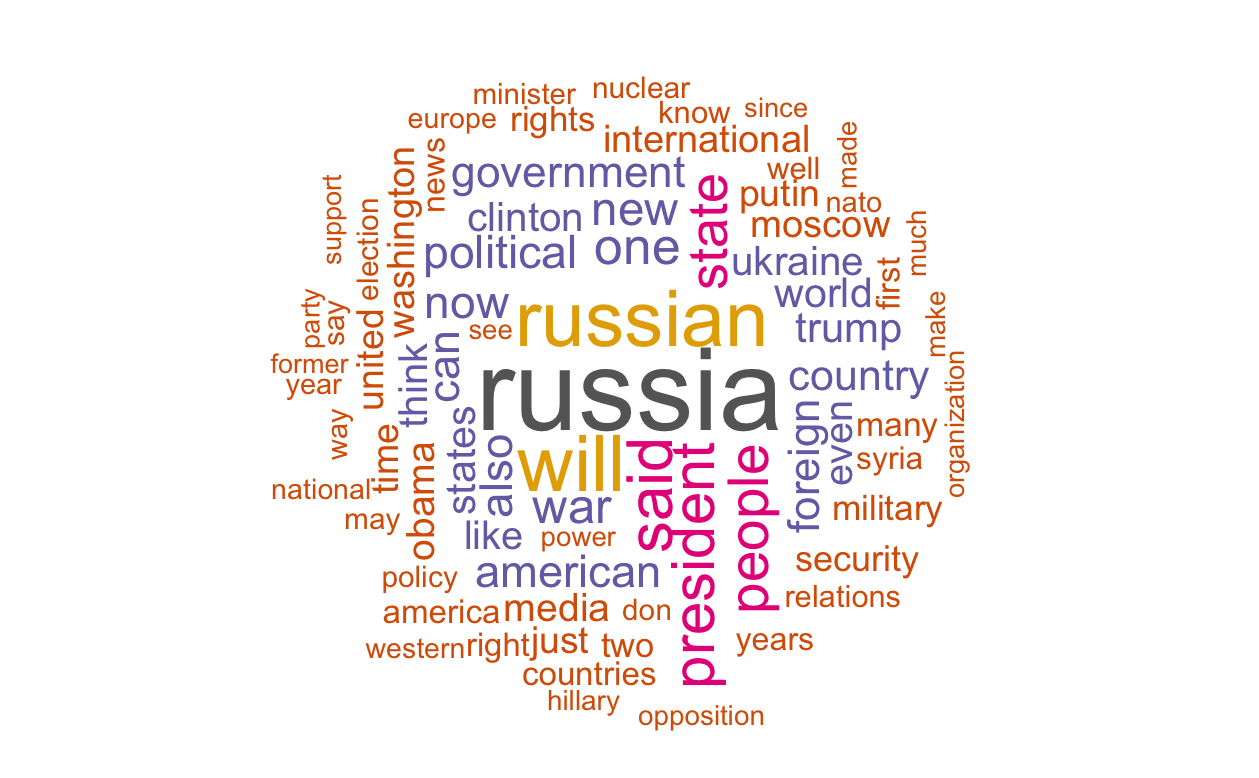 minister
nuclear
europe
rights
know
since
international
made
news
government
well
washington
support
clinton
new
state
putin
nato
election
political
one
moscow
much
ukraine
first
world
now
russian
trump
make
party
say
see
united
can
think
russia
country
former
year
organization
way
states
also
will
said
president
people
foreign
even
many
syria
time
obama
national
may
war
military
like
power
policy
american
security
america
media
don
relations
western
right
just
two
years
countries
hillary
opposition